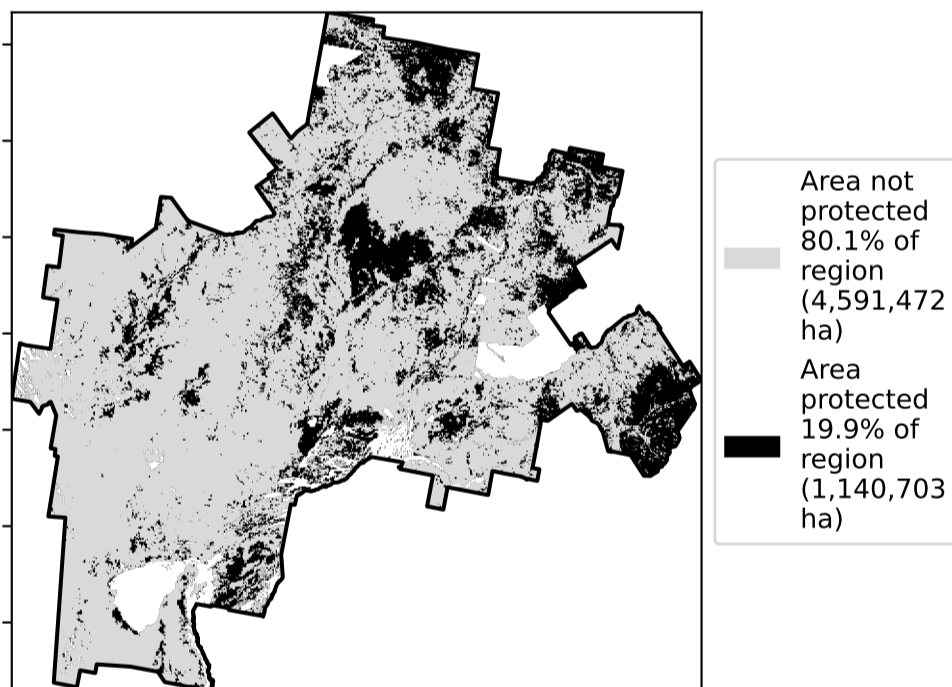 Area not
protected
80.1% of
region
(4,591,472
ha)
Area
protected
19.9% of
region
(1,140,703
ha)